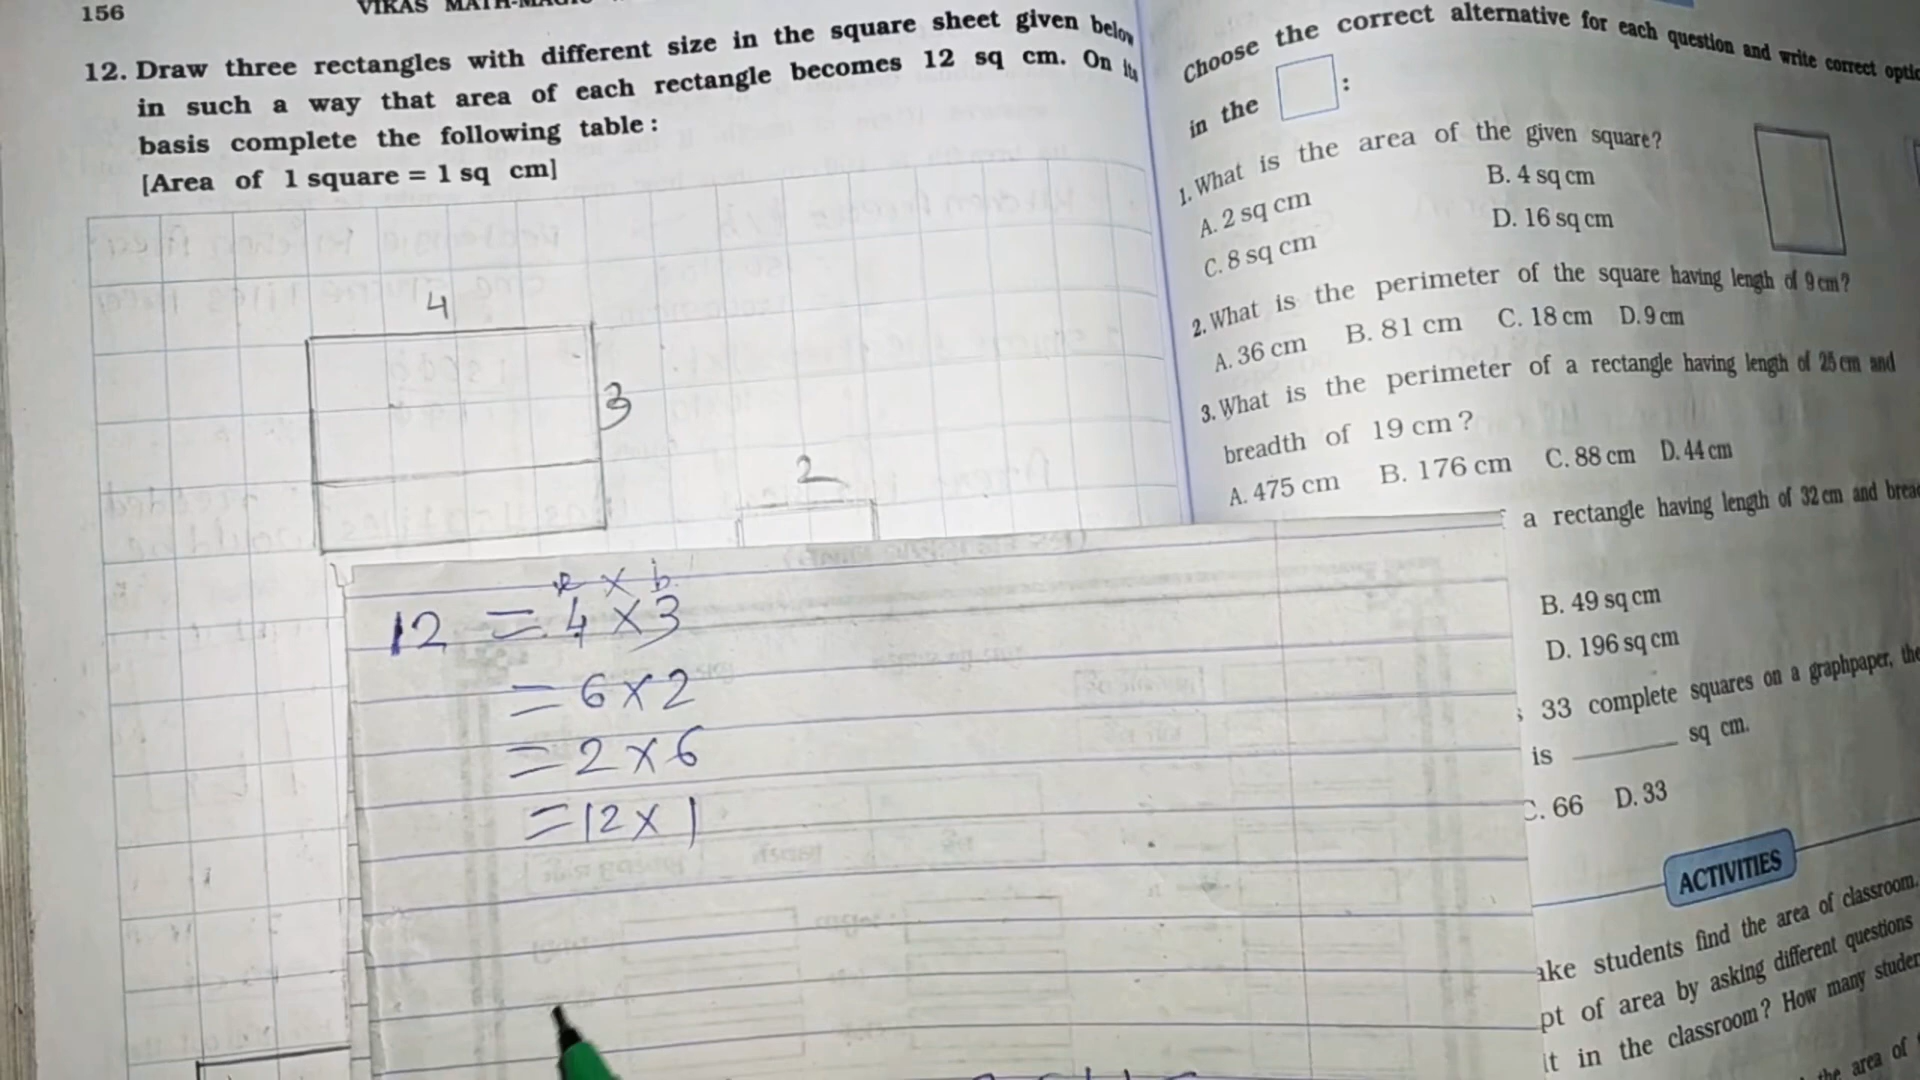 156
VIKAS
12. Draw three rectangles with different size in the square sheet given below
in such a way that area of each rectangle becomes 12 sq cm. On its
basis complete the following table :
[Area of 1 square = 1 sq cm]
4
3
2
× b
12 = 4 × 3
= 6 × 2
= 2 × 6
= 12 × 1
Choose the correct alternative for each question and write correct
in the :
1. What is the area of the given square?
A. 2 sq cm B. 4 sq cm
C. 8 sq cm D. 16 sq cm
2. What is the perimeter of the square having length of 9 cm?
A. 36 cm B. 81 cm C. 18 cm D. 9 cm
3. What is the perimeter of a rectangle having length of 25 cm and
breadth of 19 cm ?
A. 475 cm B. 176 cm C. 88 cm D. 44 cm
a rectangle having length of 32 cm and
B. 49 sq cm
D. 196 sq cm
33 complete squares on a graphpaper,
is ______ sq cm.
C. 66 D. 33
ACTIVITIES
students find the area of classroom.
of area by asking different questions
in the classroom ? How many
the area of